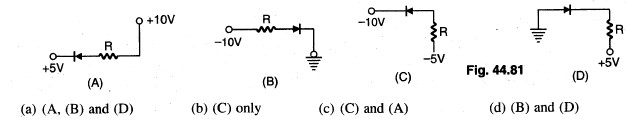 +10V
R
+5V
(A)
R
-10V
(B)
-10V
R
-5V
(C)
Fig. 44.81
R
+5V
(D)
(a) (A, (B) and (D)
(b) (C) only
(c) (C) and (A)
(d) (B) and (D)